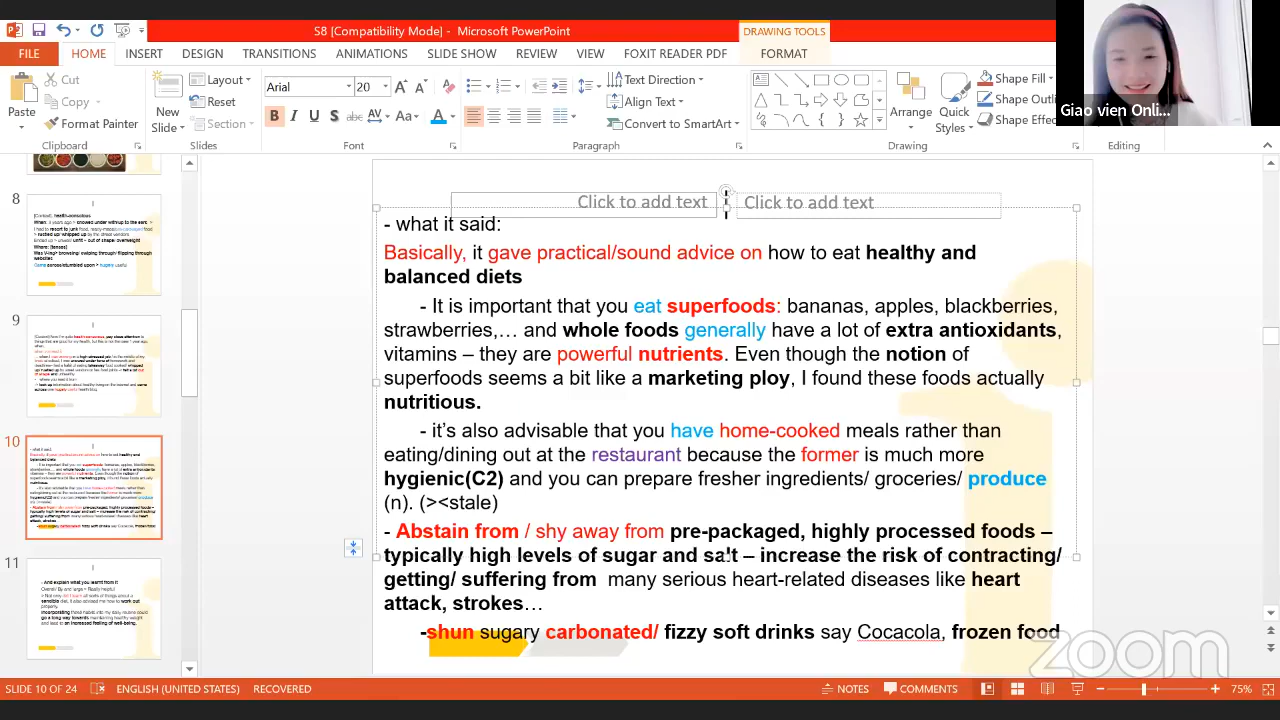 S8 [Compatibility Mode] - Microsoft PowerPoint
DRAWING TOOLS
FILE HOME INSERT DESIGN TRANSITIONS ANIMATIONS SLIDE SHOW REVIEW VIEW FOXIT READER PDF FORMAT
Giao vien Onli...
Paste
Cut
Copy
Format Painter
New Slide
Layout
Reset
Section
Arial 20
Text Direction
Align Text
Convert to SmartArt
Arrange
Quick Styles
Shape Fill
Shape Outli
Shape Effe
Clipboard Slides Font Paragraph Drawing Editing
8
9
10
11
Click to add text Click to add text
- what it said:
Basically, it gave practical/sound advice on how to eat healthy and
balanced diets
- It is important that you eat superfoods: bananas, apples, blackberries,
strawberries,… and whole foods generally have a lot of extra antioxidants,
vitamins – they are powerful nutrients. Even though the notion of
superfoods seems a bit like a marketing ploy, I found these foods actually
nutritious.
- it's also advisable that you have home-cooked meals rather than
eating/dining out at the restaurant because the former is much more
hygienic(C2) and you can prepare fresher ingredients/ groceries/ produce
(n). (><stale)
- Abstain from / shy away from pre-packaged, highly processed foods –
typically high levels of sugar and salt – increase the risk of contracting/
getting/ suffering from many serious heart-related diseases like heart
attack, strokes…
-shun sugary carbonated/ fizzy soft drinks say Cocacola, frozen food
zoom
SLIDE 10 OF 24 ENGLISH (UNITED STATES) RECOVERED NOTES COMMENTS 75%